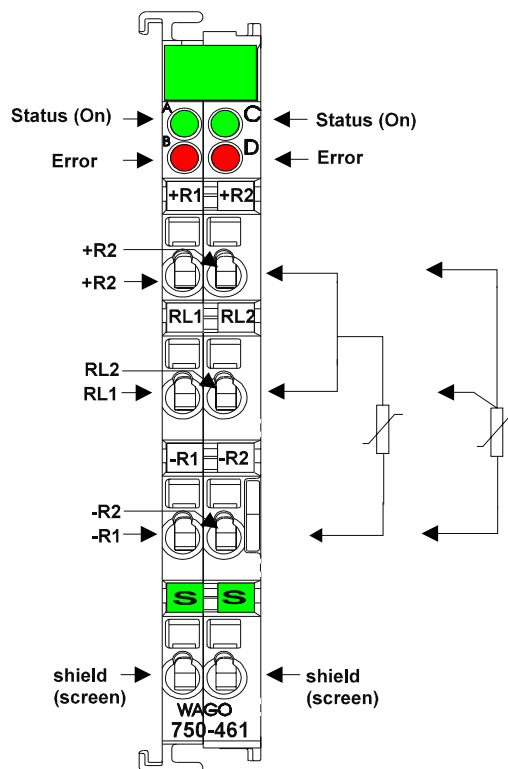 A
C
Status (On)
Status (On)
B
D
Error
Error
+R1 +R2
+R2
+R2
RL1 RL2
RL2
RL1
-R1 -R2
-R2
-R1
S S
shield
(screen)
shield
(screen)
WAGO
750-461